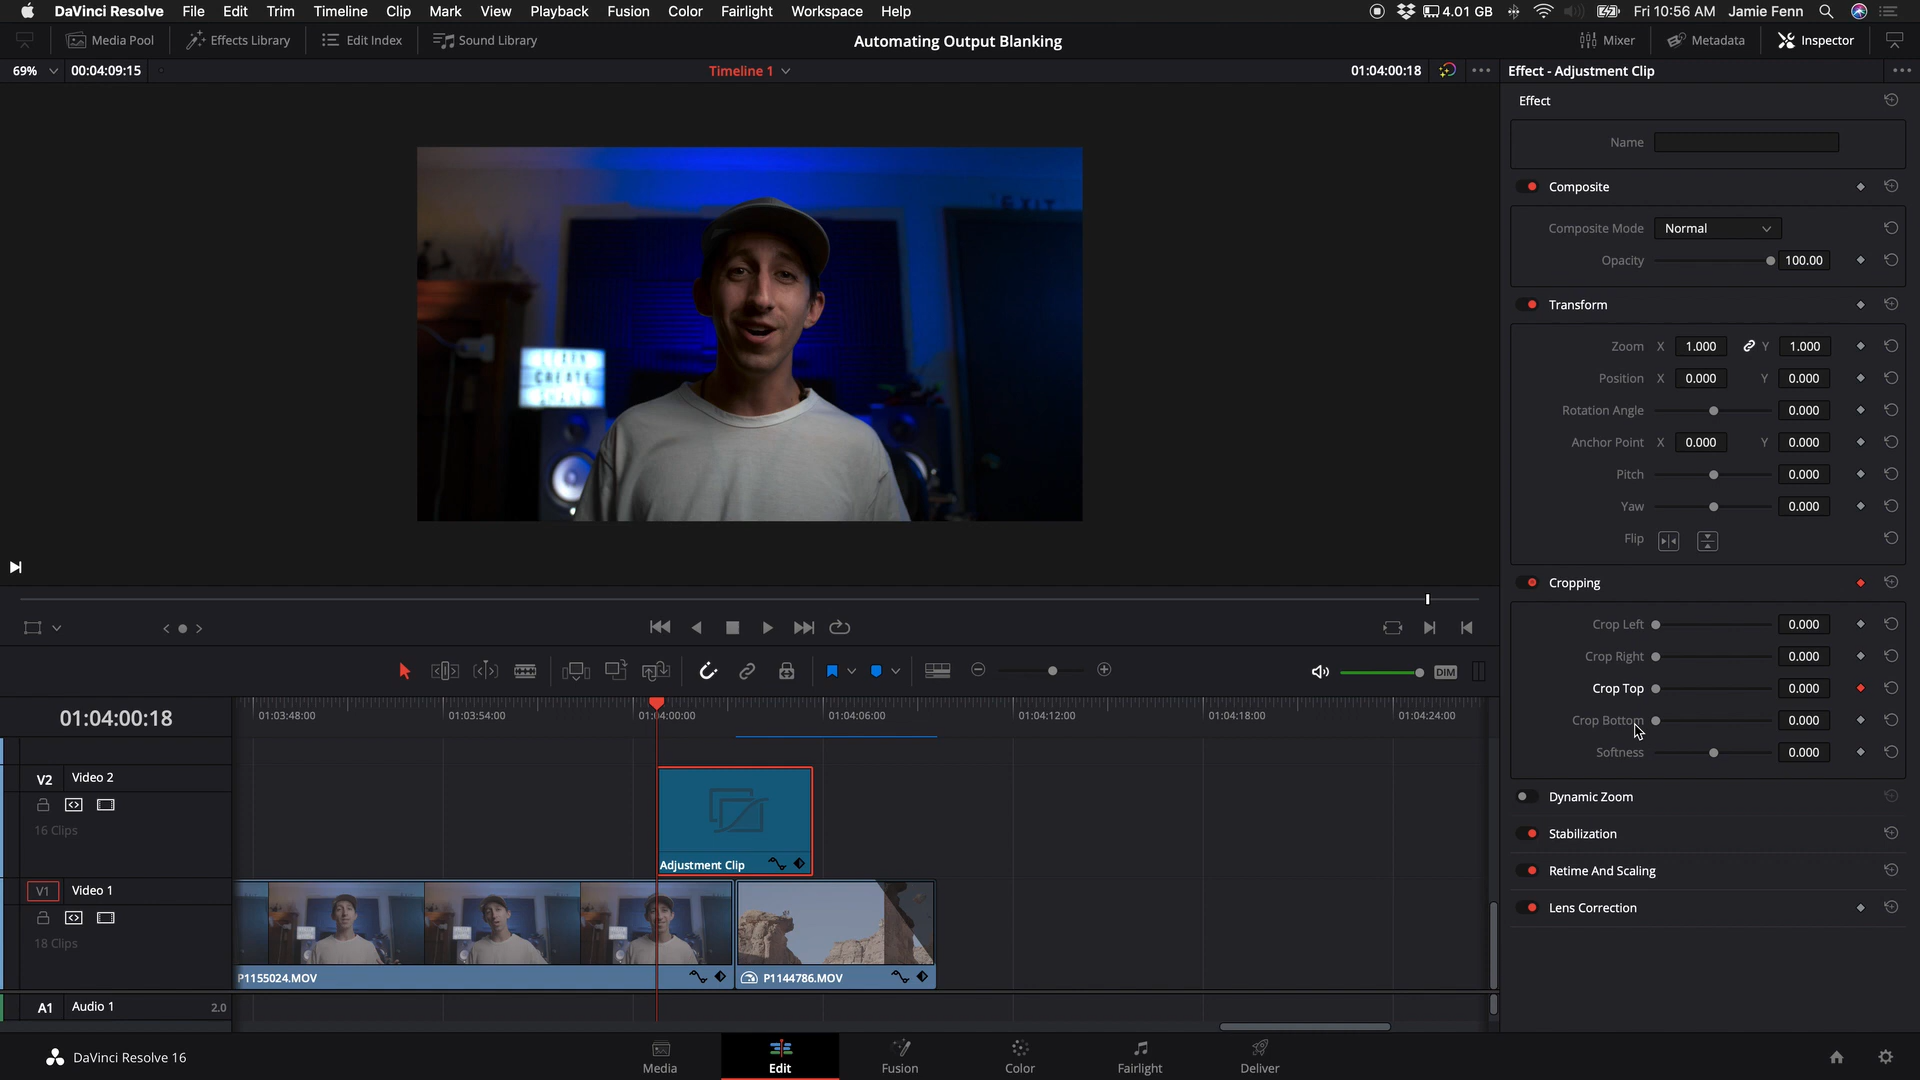 DaVinci Resolve File Edit Trim Timeline Clip Mark View Playback Fusion Color Fairlight Workspace Help 4.01 GB Fri 10:56 AM Jamie Fenn
Media Pool Effects Library Edit Index Sound Library Automating Output Blanking Mixer Metadata Inspector
69% 00:04:09:15 Timeline 1 01:04:00:18 Effect - Adjustment Clip
Effect
Name
Composite
Composite Mode Normal
Opacity 100.00
Transform
Zoom X 1.000 Y 1.000
Position X 0.000 Y 0.000
Rotation Angle 0.000
Anchor Point X 0.000 Y 0.000
Pitch 0.000
Yaw 0.000
Flip
Cropping
Crop Left 0.000
Crop Right 0.000
Crop Top 0.000
Crop Bottom 0.000
Softness 0.000
Dynamic Zoom
Stabilization
Retime And Scaling
Lens Correction
EXIT
CREATE
DIM
01:04:00:18
01:03:48:00 01:03:54:00 01:04:00:00 01:04:06:00 01:04:12:00 01:04:18:00 01:04:24:00
V2 Video 2
16 Clips
Adjustment Clip
V1 Video 1
18 Clips
P1155024.MOV P1144786.MOV
A1 Audio 1 2.0
DaVinci Resolve 16
Media Edit Fusion Color Fairlight Deliver